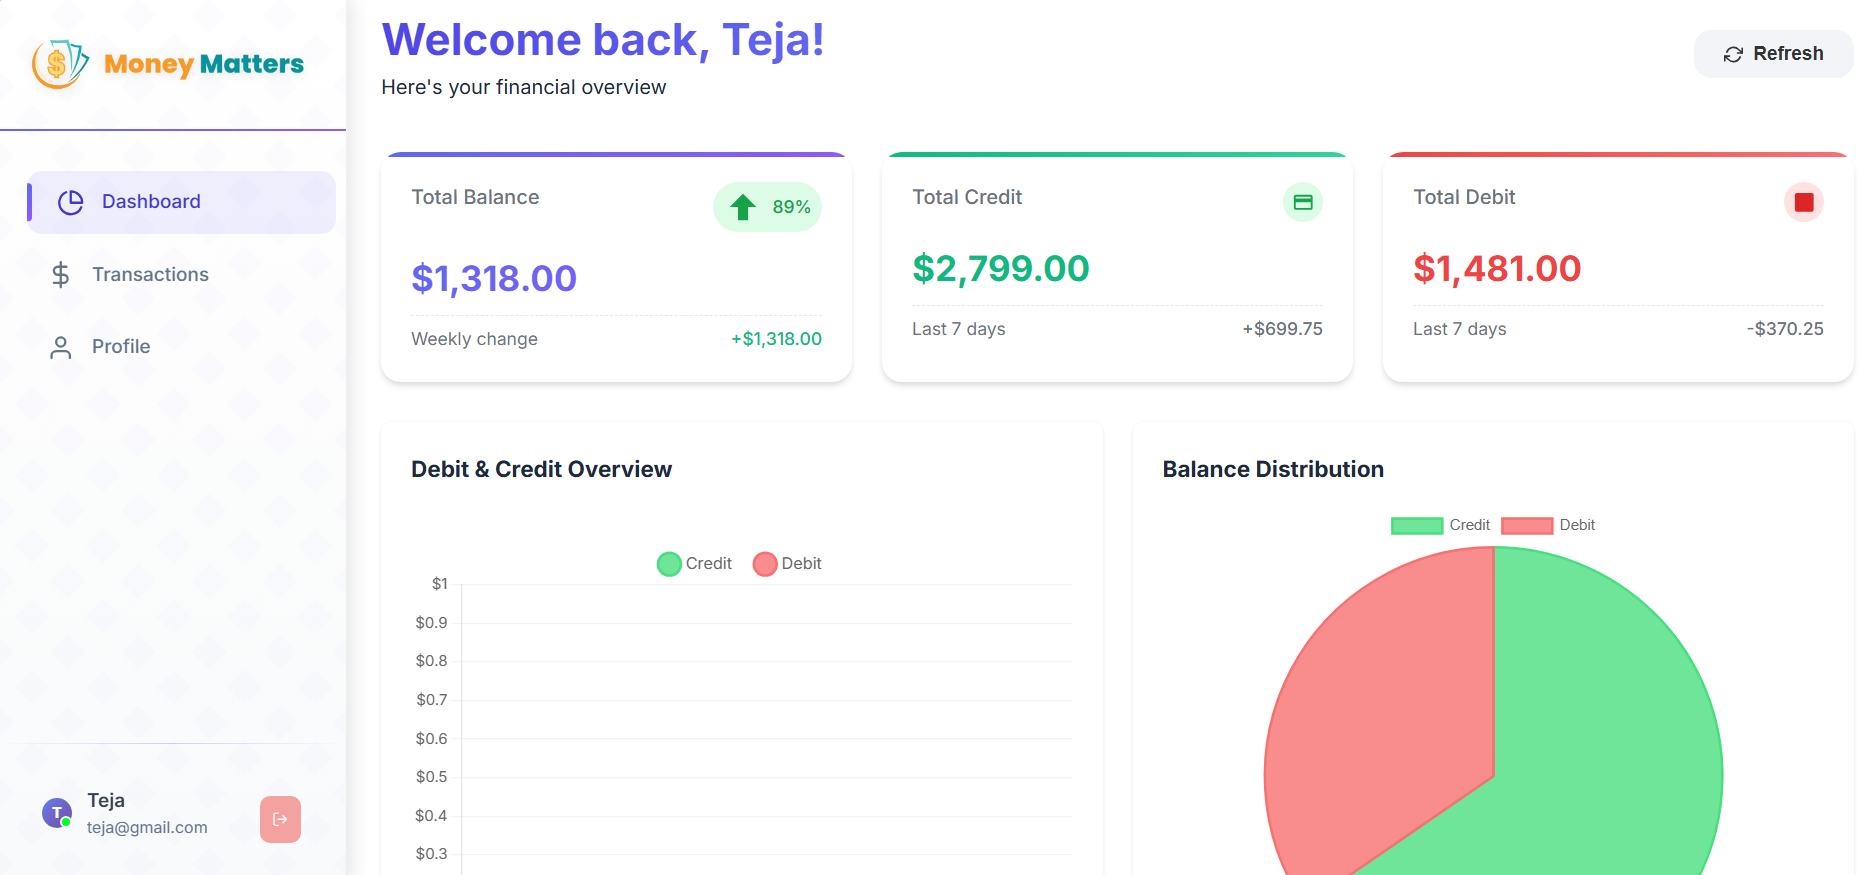 Money Matters
Dashboard
Transactions
Profile
T
Teja
teja@gmail.com
Welcome back, Teja!
Here's your financial overview
Refresh
Total Balance
89%
$1,318.00
Weekly change
+$1,318.00
Total Credit
$2,799.00
Last 7 days
+$699.75
Total Debit
$1,481.00
Last 7 days
-$370.25
Debit & Credit Overview
Credit
Debit
$1
$0.9
$0.8
$0.7
$0.6
$0.5
$0.4
$0.3
Balance Distribution
Credit
Debit